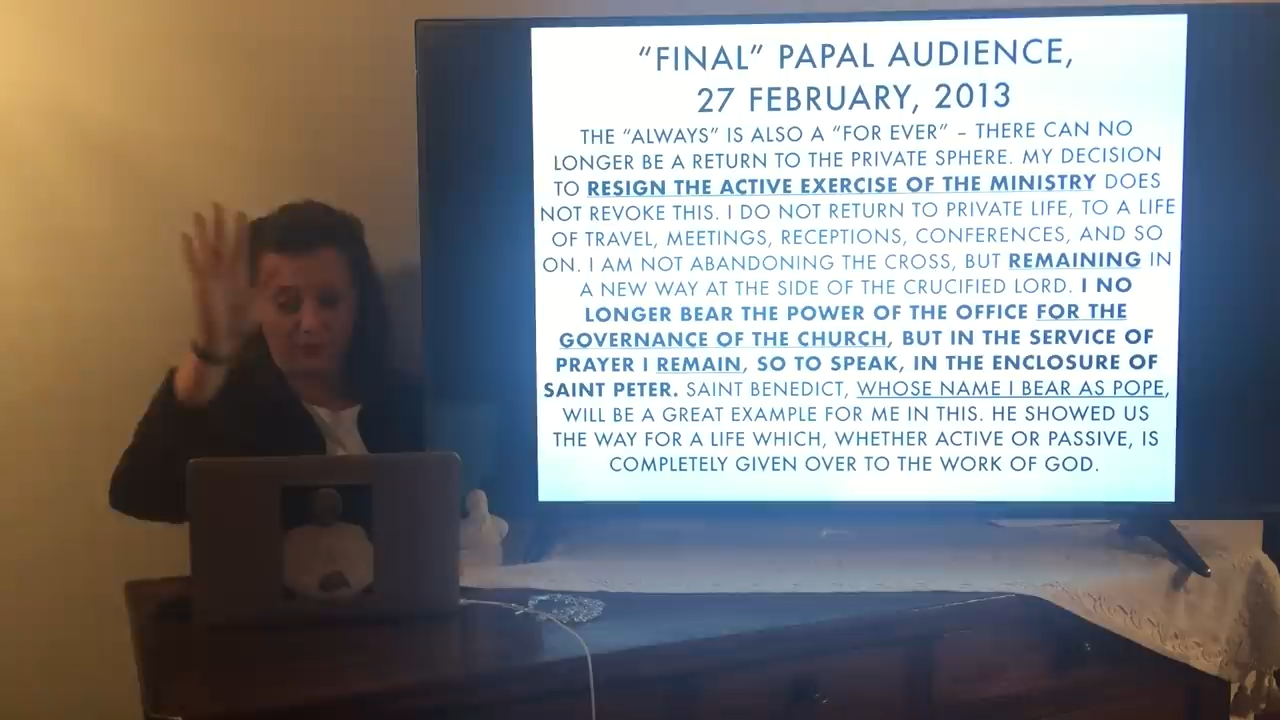 “FINAL” PAPAL AUDIENCE,
27 FEBRUARY, 2013
THE “ALWAYS” IS ALSO A “FOR EVER” – THERE CAN NO
LONGER BE A RETURN TO THE PRIVATE SPHERE. MY DECISION
TO RESIGN THE ACTIVE EXERCISE OF THE MINISTRY DOES
NOT REVOKE THIS. I DO NOT RETURN TO PRIVATE LIFE, TO A LIFE
OF TRAVEL, MEETINGS, RECEPTIONS, CONFERENCES, AND SO
ON. I AM NOT ABANDONING THE CROSS, BUT REMAINING IN
A NEW WAY AT THE SIDE OF THE CRUCIFIED LORD. I NO
LONGER BEAR THE POWER OF THE OFFICE FOR THE
GOVERNANCE OF THE CHURCH, BUT IN THE SERVICE OF
PRAYER I REMAIN, SO TO SPEAK, IN THE ENCLOSURE OF
SAINT PETER. SAINT BENEDICT, WHOSE NAME I BEAR AS POPE,
WILL BE A GREAT EXAMPLE FOR ME IN THIS. HE SHOWED US
THE WAY FOR A LIFE WHICH, WHETHER ACTIVE OR PASSIVE, IS
COMPLETELY GIVEN OVER TO THE WORK OF GOD.